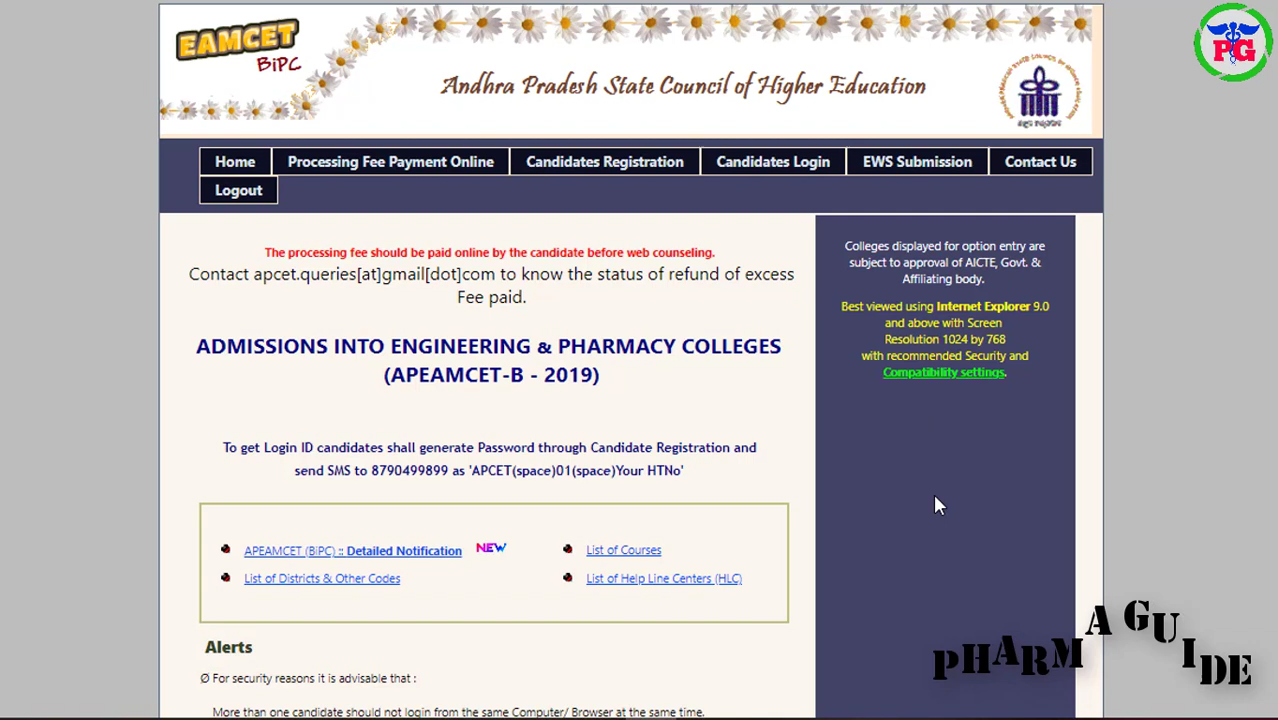 EAMCET
BiPC
Andhra Pradesh State Council of Higher Education
PG
Home
Processing Fee Payment Online
Candidates Registration
Candidates Login
EWS Submission
Contact Us
Logout
The processing fee should be paid online by the candidate before web counseling.
Contact apcet.queries[at]gmail[dot]com to know the status of refund of excess
Fee paid.
ADMISSIONS INTO ENGINEERING & PHARMACY COLLEGES
(APEAMCET-B - 2019)
To get Login ID candidates shall generate Password through Candidate Registration and
send SMS to 8790499899 as 'APCET(space)01(space)Your HTNo'
APEAMCET (BIPC) :: Detailed Notification NEW
List of Courses
List of Districts & Other Codes
List of Help Line Centers (HLC)
Alerts
Ø For security reasons it is advisable that :
More than one candidate should not login from the same Computer/ Browser at the same time.
Colleges displayed for option entry are
subject to approval of AICTE, Govt. &
Affiliating body.
Best viewed using Internet Explorer 9.0
and above with Screen
Resolution 1024 by 768
with recommended Security and
Compatibility settings.
PHARMA GUIDE